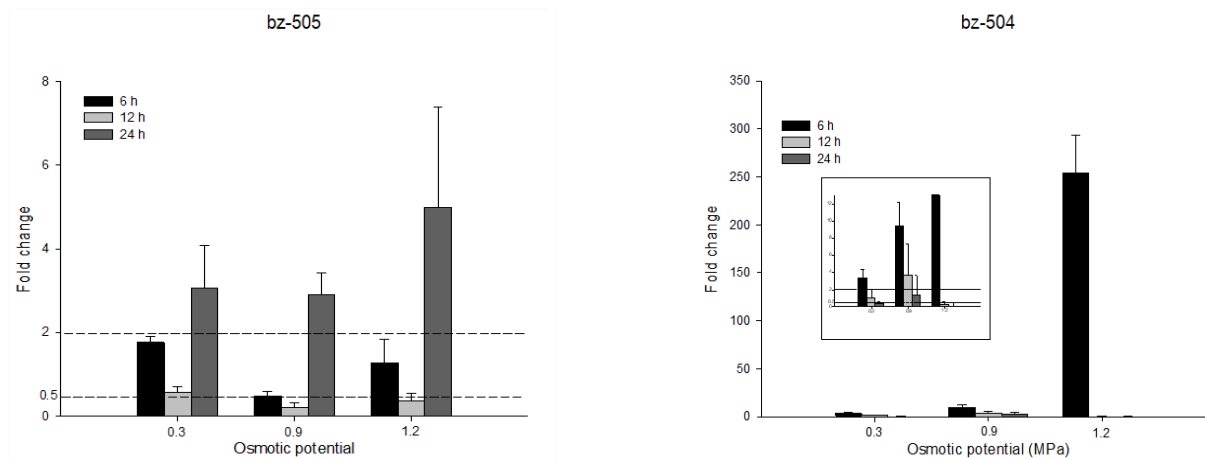 bz-505
8
6
4
2
0.5
0
Fold change
6 h
12 h
24 h
0.3 0.9 1.2
Osmotic potential
bz-504
350
300
250
200
150
100
50
0
Fold change
6 h
12 h
24 h
12
0.3 0.9 1.2
Osmotic potential (MPa)